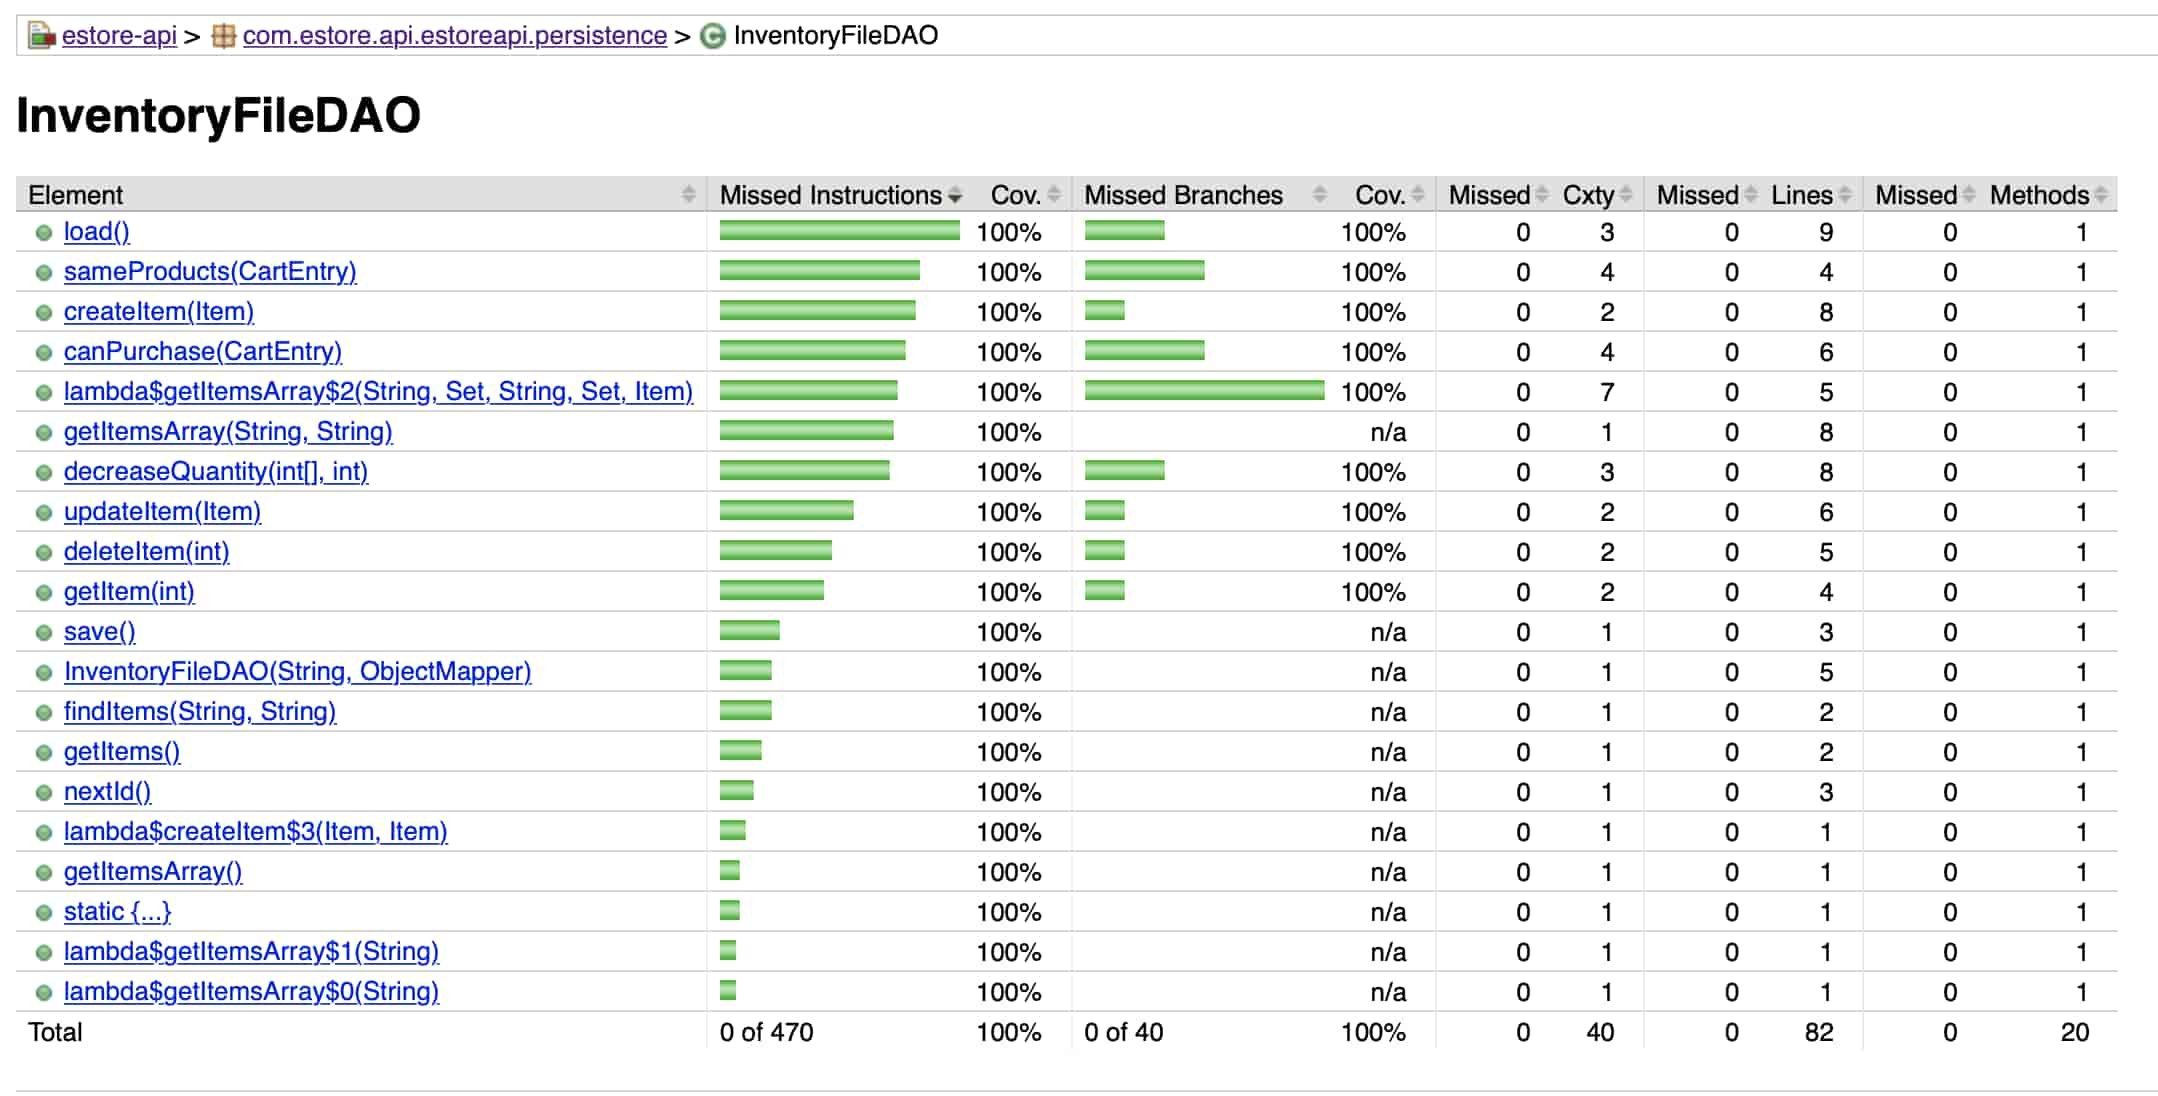 estore-api > com.estore.api.estoreapi.persistence > InventoryFileDAO
InventoryFileDAO
Element Missed Instructions Cov. Missed Branches Cov. Missed Cxty Missed Lines Missed Methods
load() 100% 100% 0 3 0 9 0 1
sameProducts(CartEntry) 100% 100% 0 4 0 4 0 1
createItem(Item) 100% 100% 0 2 0 8 0 1
canPurchase(CartEntry) 100% 100% 0 4 0 6 0 1
lambda$getItemsArray$2(String, Set, String, Set, Item) 100% 100% 0 7 0 5 0 1
getItemsArray(String, String) 100% n/a 0 1 0 8 0 1
decreaseQuantity(int[], int) 100% 100% 0 3 0 8 0 1
updateItem(Item) 100% 100% 0 2 0 6 0 1
deleteItem(int) 100% 100% 0 2 0 5 0 1
getItem(int) 100% 100% 0 2 0 4 0 1
save() 100% n/a 0 1 0 3 0 1
InventoryFileDAO(String, ObjectMapper) 100% n/a 0 1 0 5 0 1
findItems(String, String) 100% n/a 0 1 0 2 0 1
getItems() 100% n/a 0 1 0 2 0 1
nextId() 100% n/a 0 1 0 3 0 1
lambda$createItem$3(Item, Item) 100% n/a 0 1 0 1 0 1
getItemsArray() 100% n/a 0 1 0 1 0 1
static {...} 100% n/a 0 1 0 1 0 1
lambda$getItemsArray$1(String) 100% n/a 0 1 0 1 0 1
lambda$getItemsArray$0(String) 100% n/a 0 1 0 1 0 1
Total 0 of 470 100% 0 of 40 100% 0 40 0 82 0 20